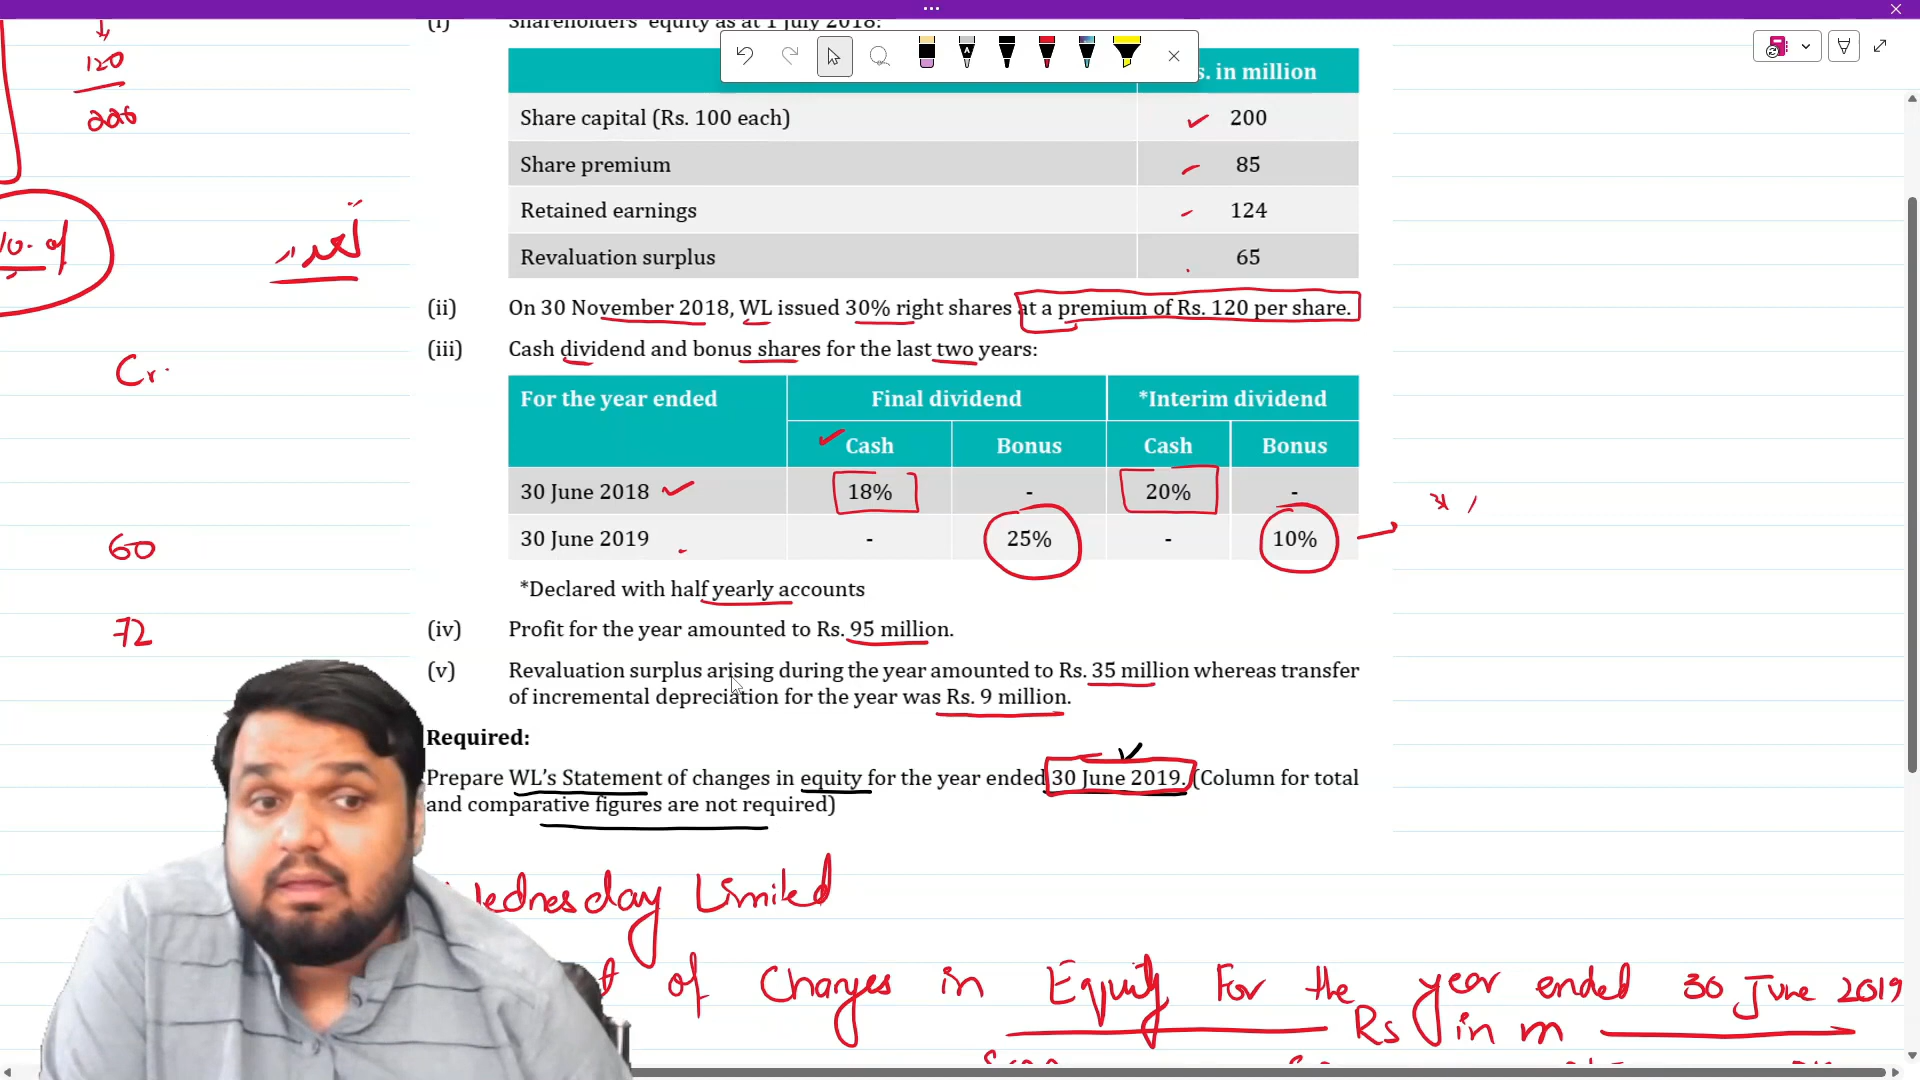 (i) Shareholders' equity as at 1 July 2018:
120
226
Rs. in million
Share capital (Rs. 100 each) 200
Share premium 85
Retained earnings 124
Revaluation surplus 65
No. of
(ii) On 30 November 2018, WL issued 30% right shares at a premium of Rs. 120 per share.
(iii) Cash dividend and bonus shares for the last two years:
Cr.
For the year ended Final dividend *Interim dividend
Cash Bonus Cash Bonus
30 June 2018 18% - 20% -
30 June 2019 - 25% - 10%
60
*Declared with half yearly accounts
72
(iv) Profit for the year amounted to Rs. 95 million.
(v) Revaluation surplus arising during the year amounted to Rs. 35 million whereas transfer
of incremental depreciation for the year was Rs. 9 million.
Required:
Prepare WL's Statement of changes in equity for the year ended 30 June 2019. (Column for total
and comparative figures are not required)
Wednesday Limited
of Changes in Equity For the year ended 30 June 2019
Rs in m